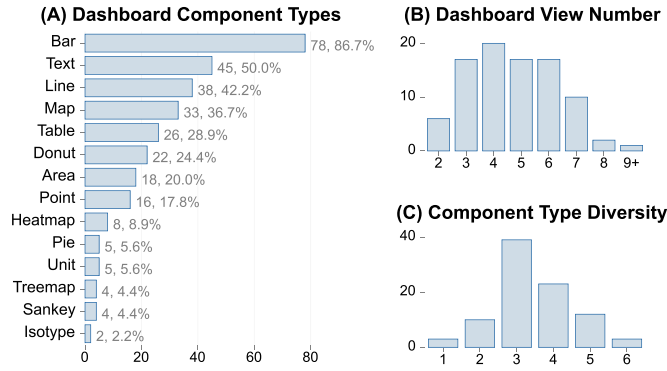 (A) Dashboard Component Types
Bar 78, 86.7%
Text 45, 50.0%
Line 38, 42.2%
Map 33, 36.7%
Table 26, 28.9%
Donut 22, 24.4%
Area 18, 20.0%
Point 16, 17.8%
Heatmap 8, 8.9%
Pie 5, 5.6%
Unit 5, 5.6%
Treemap 4, 4.4%
Sankey 4, 4.4%
Isotype 2, 2.2%
0 20 40 60 80
(B) Dashboard View Number
20
10
0
2 3 4 5 6 7 8 9+
(C) Component Type Diversity
40
20
0
1 2 3 4 5 6